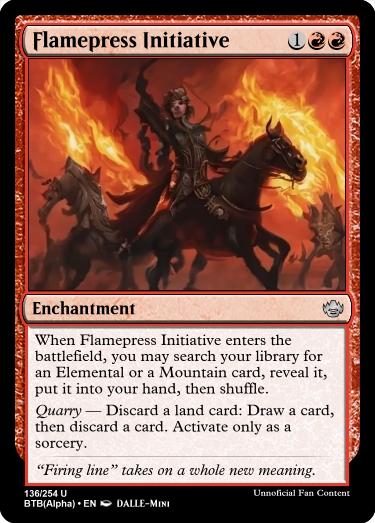 Flamepress Initiative 1
Enchantment
When Flamepress Initiative enters the
battlefield, you may search your library for
an Elemental or a Mountain card, reveal it,
put it into your hand, then shuffle.
Quarry — Discard a land card: Draw a card,
then discard a card. Activate only as a
sorcery.
“Firing line” takes on a whole new meaning.
136/254 U
Unofficial Fan Content
BTB(Alpha) • EN DALLE-Mini